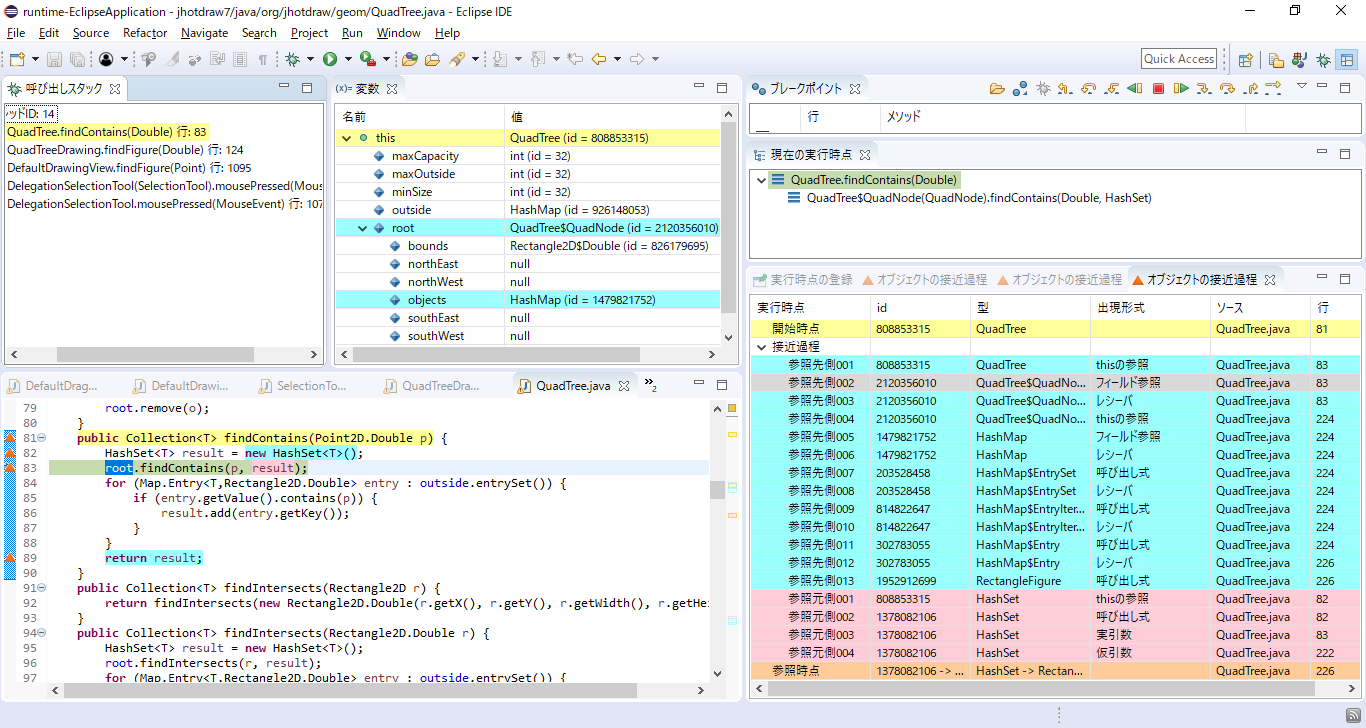 runtime-EclipseApplication - jhotdraw7/java/org/jhotdraw/geom/QuadTree.java - Eclipse IDE
File Edit Source Refactor Navigate Search Project Run Window Help
Quick Access
呼び出しスタック
ッドID: 14
QuadTree.findContains(Double) 行: 83
QuadTreeDrawing.findFigure(Double) 行: 124
DefaultDrawingView.findFigure(Point) 行: 1095
DelegationSelectionTool(SelectionTool).mousePressed(Mous
DelegationSelectionTool.mousePressed(MouseEvent) 行: 107
(x)= 変数
名前 値
this QuadTree (id = 808853315)
maxCapacity int (id = 32)
maxOutside int (id = 32)
minSize int (id = 32)
outside HashMap (id = 926148053)
root QuadTree$QuadNode (id = 2120356010)
bounds Rectangle2D$Double (id = 826179695)
northEast null
northWest null
objects HashMap (id = 1479821752)
southEast null
southWest null
ブレークポイント
行 メソッド
現在の実行時点
QuadTree.findContains(Double)
QuadTree$QuadNode(QuadNode).findContains(Double, HashSet)
DefaultDrag... DefaultDrawi... SelectionTo... QuadTreeDra... QuadTree.java »2
79 root.remove(o);
80 }
81 public Collection<T> findContains(Point2D.Double p) {
82 HashSet<T> result = new HashSet<T>();
83 root.findContains(p, result);
84 for (Map.Entry<T,Rectangle2D.Double> entry : outside.entrySet()) {
85 if (entry.getValue().contains(p)) {
86 result.add(entry.getKey());
87 }
88 }
89 return result;
90 }
91 public Collection<T> findIntersects(Rectangle2D r) {
92 return findIntersects(new Rectangle2D.Double(r.getX(), r.getY(), r.getWidth(), r.getHei
93 }
94 public Collection<T> findIntersects(Rectangle2D.Double r) {
95 HashSet<T> result = new HashSet<T>();
96 root.findIntersects(r, result);
97 for (Map.Entry<T,Rectangle2D.Double> entry : outside.entrySet()) {
実行時点の登録 オブジェクトの接近過程 オブジェクトの接近過程 オブジェクトの接近過程
実行時点 id 型 出現形式 ソース 行
開始時点 808853315 QuadTree QuadTree.java 81
接近過程
参照先側001 808853315 QuadTree thisの参照 QuadTree.java 83
参照先側002 2120356010 QuadTree$QuadNo... フィールド参照 QuadTree.java 83
参照先側003 2120356010 QuadTree$QuadNo... レシーバ QuadTree.java 83
参照先側004 2120356010 QuadTree$QuadNo... thisの参照 QuadTree.java 224
参照先側005 1479821752 HashMap フィールド参照 QuadTree.java 224
参照先側006 1479821752 HashMap レシーバ QuadTree.java 224
参照先側007 203528458 HashMap$EntrySet 呼び出し式 QuadTree.java 224
参照先側008 203528458 HashMap$EntrySet レシーバ QuadTree.java 224
参照先側009 814822647 HashMap$EntryIter... 呼び出し式 QuadTree.java 224
参照先側010 814822647 HashMap$EntryIter... レシーバ QuadTree.java 224
参照先側011 302783055 HashMap$Entry 呼び出し式 QuadTree.java 224
参照先側012 302783055 HashMap$Entry レシーバ QuadTree.java 226
参照先側013 1952912699 RectangleFigure 呼び出し式 QuadTree.java 226
参照元側001 808853315 HashSet thisの参照 QuadTree.java 82
参照元側002 1378082106 HashSet 呼び出し式 QuadTree.java 82
参照元側003 1378082106 HashSet 実引数 QuadTree.java 83
参照元側004 1378082106 HashSet 仮引数 QuadTree.java 222
参照時点 1378082106 -> ... HashSet -> Rectan... QuadTree.java 226